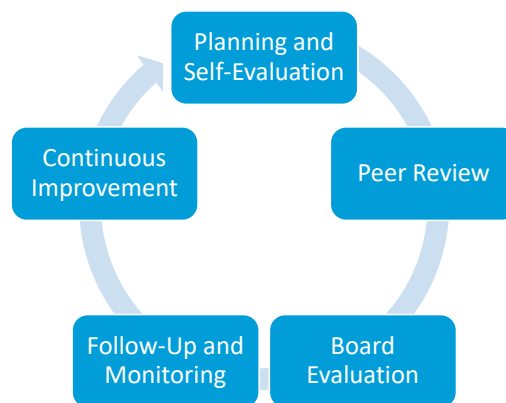 Planning and
Self-Evaluation
Peer Review
Board
Evaluation
Follow-Up and
Monitoring
Continuous
Improvement